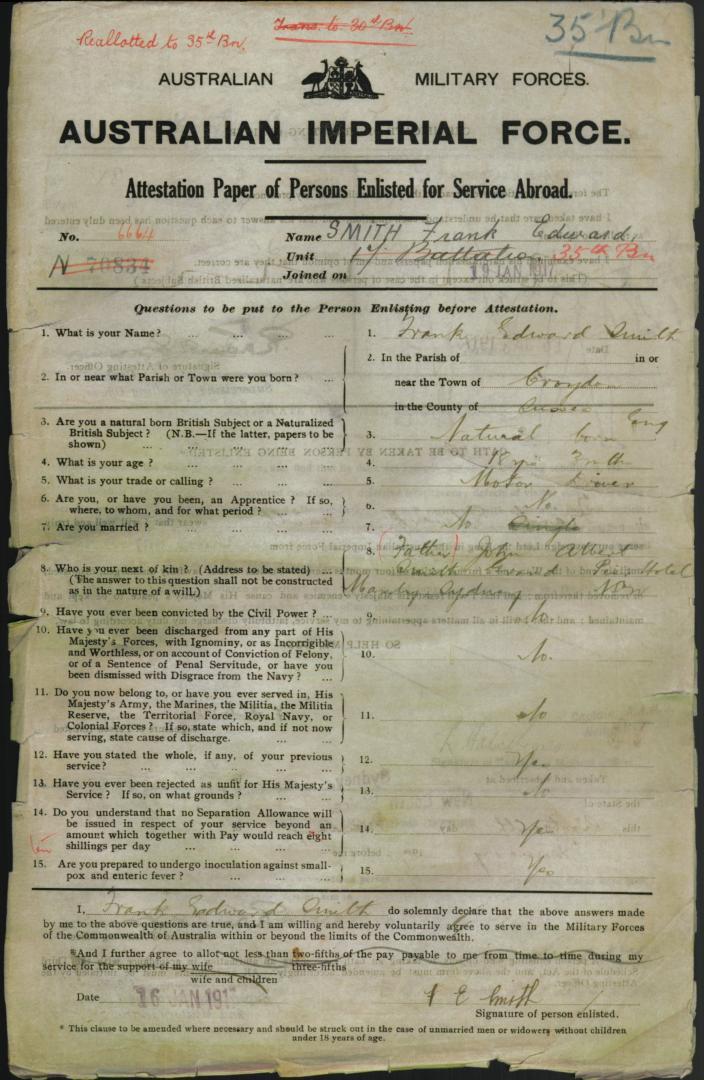 Reallotted to 35th Bn.
Trans. to. 30th Bn.
35 Bn
AUSTRALIAN MILITARY FORCES.
AUSTRALIAN IMPERIAL FORCE.
Attestation Paper of Persons Enlisted for Service Abroad.
No. 6664 Name SMITH Frank Edward
N 70834 Unit 17 Battalion 35th Bn
Joined on
Questions to be put to the Person Enlisting before Attestation.
1. What is your Name? ... ... ... ... 1. Frank Edward Smith
2. In or near what Parish or Town were you born? ... 2. In the Parish of in or
near the Town of Croydon
in the County of Eng
3. Are you a natural born British Subject or a Naturalized
British Subject? (N.B.—If the latter, papers to be
shown) ... ... ... ... 3. Natural born
4. What is your age? ... ... ... ... 4. 18 yrs 3 mths
5. What is your trade or calling? ... ... ... 5. Motor Driver
6. Are you, or have you been, an Apprentice? If so,
where, to whom, and for what period? ... ... 6. No
7. Are you married? ... ... ... ... 7. No Single
8. Who is your next of kin? (Address to be stated) ...
(The answer to this question shall not be constructed
as in the nature of a will.)
8. (Father) John Albert
Smith Hotel
Manly Sydney NSW
9. Have you ever been convicted by the Civil Power? ... 9. No
10. Have you ever been discharged from any part of His
Majesty's Forces, with Ignominy, or as Incorrigible
and Worthless, or on account of Conviction of Felony,
or of a Sentence of Penal Servitude, or have you
been dismissed with Disgrace from the Navy? ... 10. No.
11. Do you now belong to, or have you ever served in, His
Majesty's Army, the Marines, the Militia, the Militia
Reserve, the Territorial Force, Royal Navy, or
Colonial Forces? If so, state which, and if not now
serving, state cause of discharge. ... ... 11. No
12. Have you stated the whole, if any, of your previous
service? ... ... ... ... 12. Yes
13. Have you ever been rejected as unfit for His Majesty's
Service? If so, on what grounds? ... ... 13. No
14. Do you understand that no Separation Allowance will
be issued in respect of your service beyond an
amount which together with Pay would reach eight
shillings per day ... ... ... 14. Yes
15. Are you prepared to undergo inoculation against small-
pox and enteric fever? ... ... ... 15. Yes
I, Frank Edward Smith do solemnly declare that the above answers made
by me to the above questions are true, and I am willing and hereby voluntarily agree to serve in the Military Forces
of the Commonwealth of Australia within or beyond the limits of the Commonwealth.
*And I further agree to allot not less than two-fifths of the pay payable to me from time to time during my
service for the support of my wife three-fifths
wife and children
Date 16 JAN 191
F E Smith
Signature of person enlisted.
* This clause to be amended where necessary and should be struck out in the case of unmarried men or widowers without children
under 18 years of age.